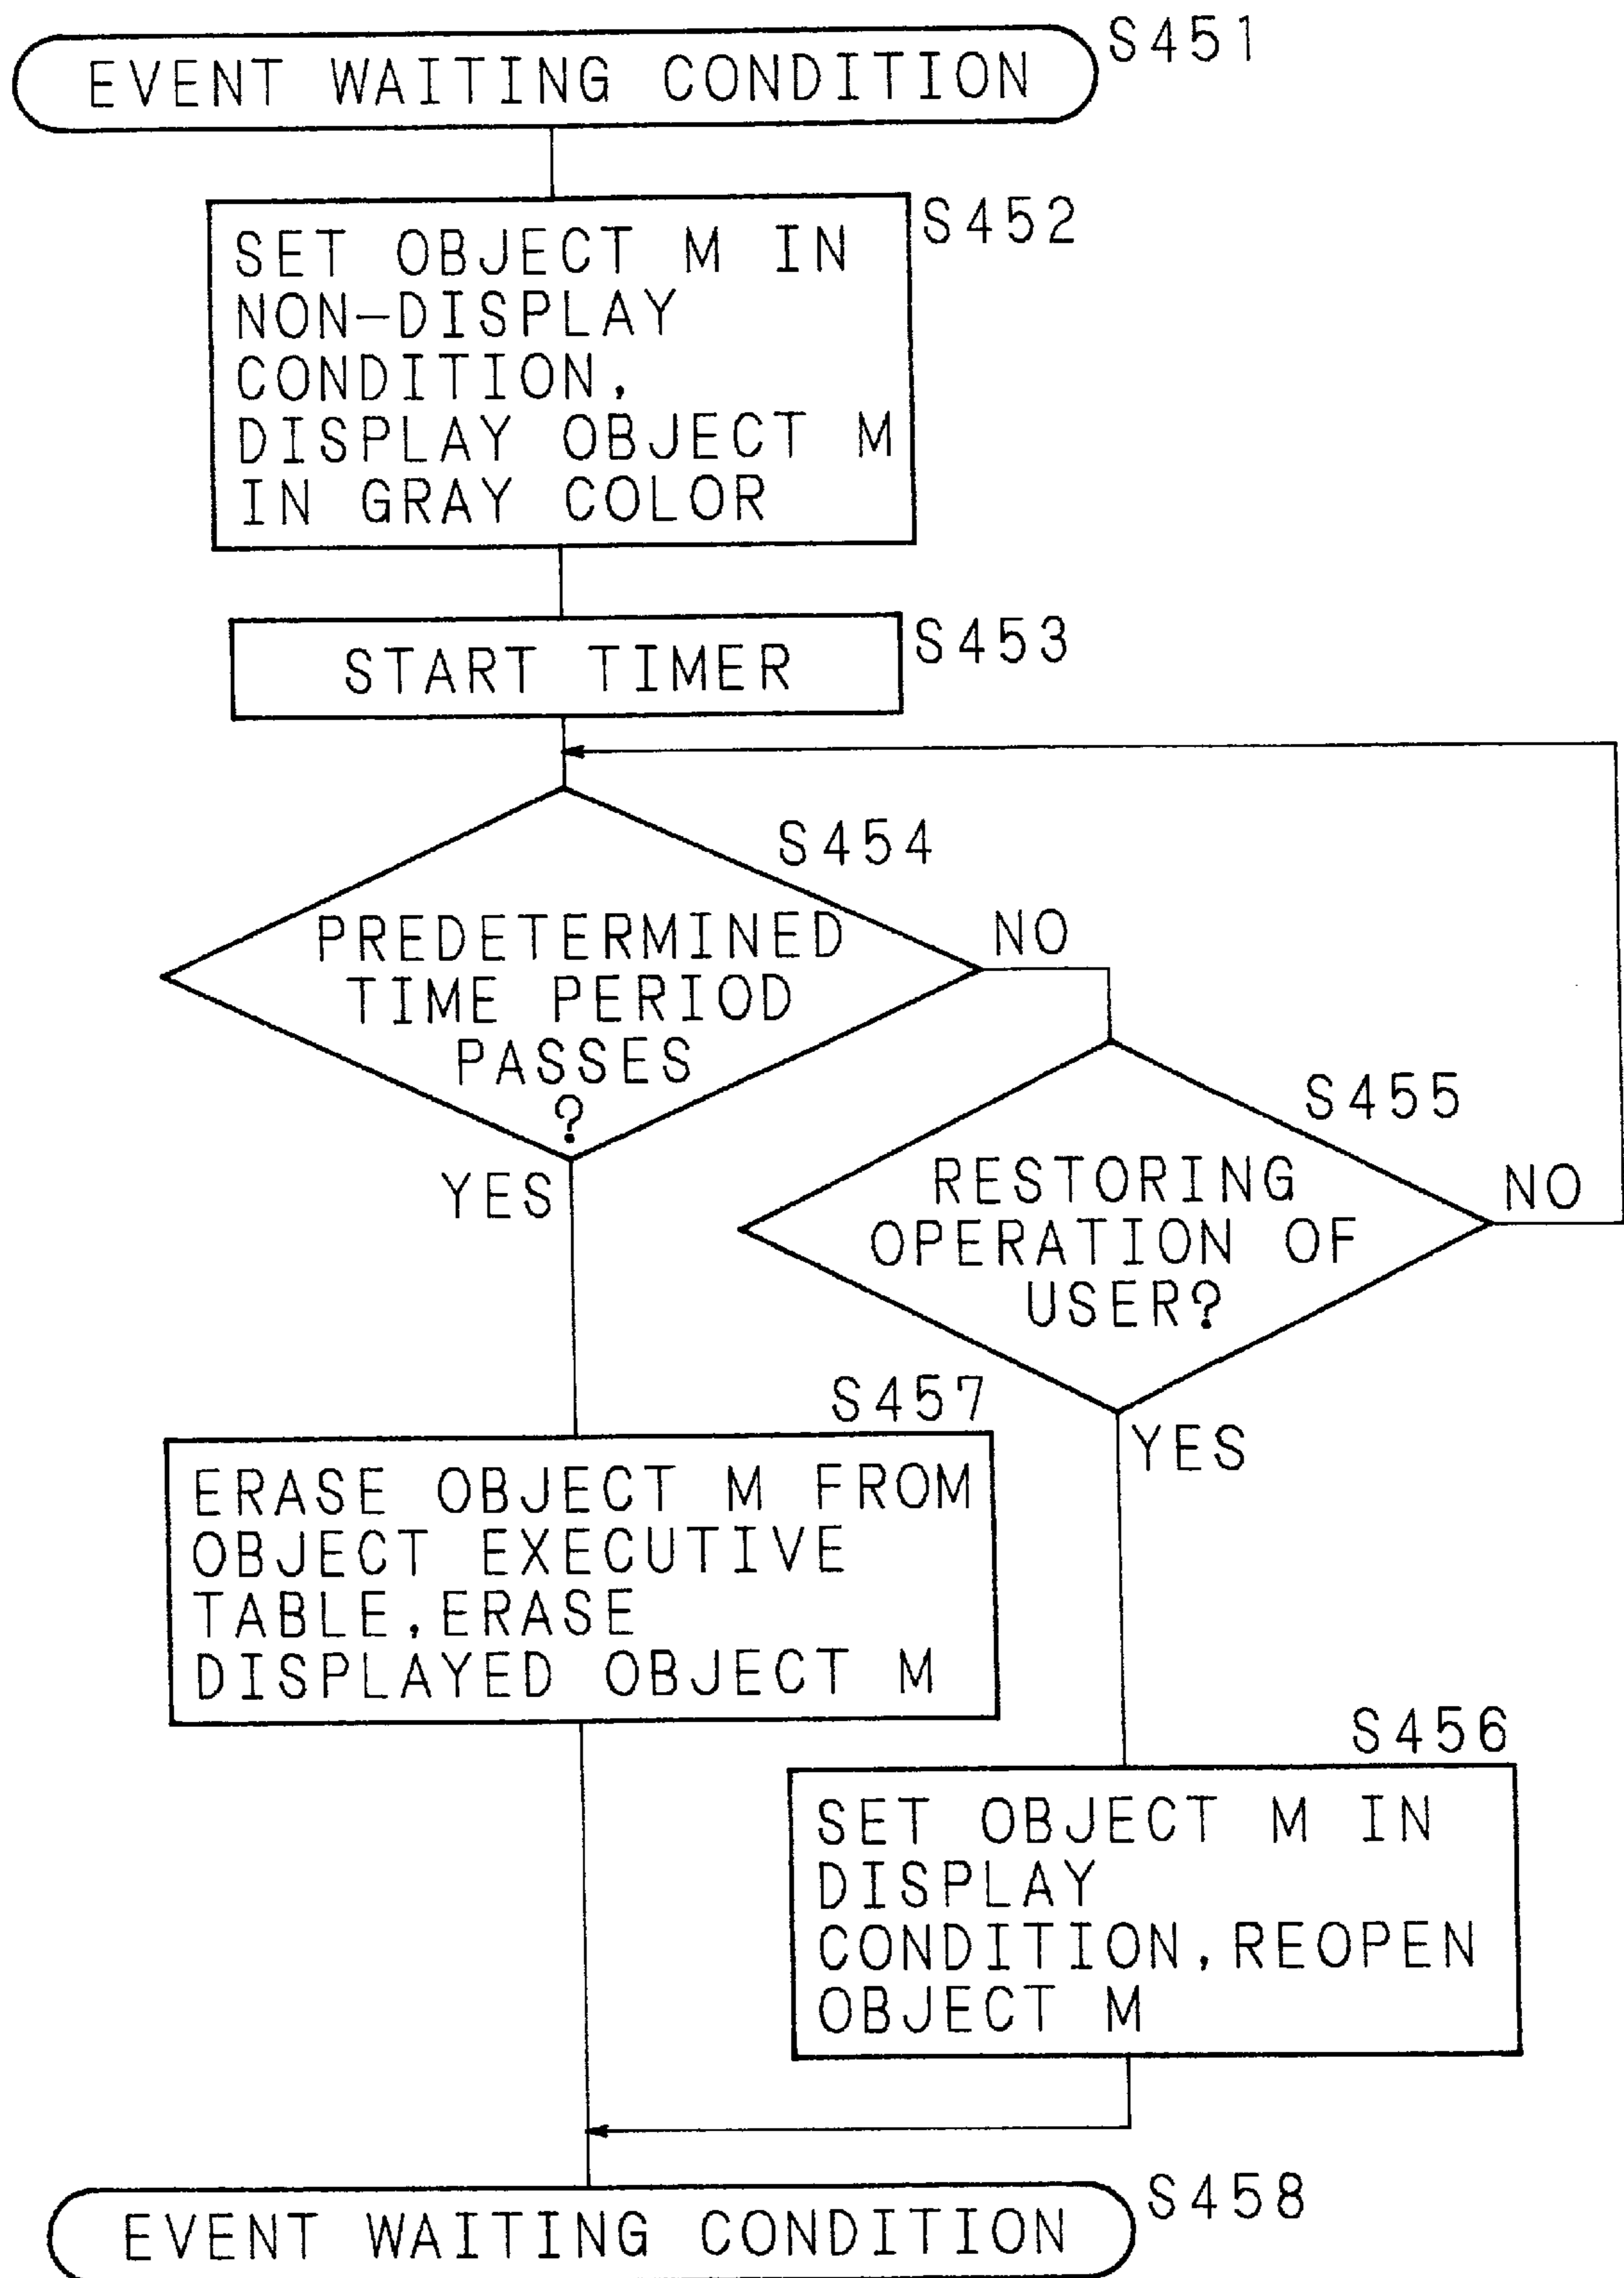 S451
EVENT WAITING CONDITION
S452
SET OBJECT M IN
NON-DISPLAY
CONDITION,
DISPLAY OBJECT M
IN GRAY COLOR
S453
START TIMER
S454
PREDETERMINED
TIME PERIOD
PASSES
?
NO
YES
S455
RESTORING
OPERATION OF
USER?
NO
YES
S457
ERASE OBJECT M FROM
OBJECT EXECUTIVE
TABLE,ERASE
DISPLAYED OBJECT M
S456
SET OBJECT M IN
DISPLAY
CONDITION,REOPEN
OBJECT M
S458
EVENT WAITING CONDITION